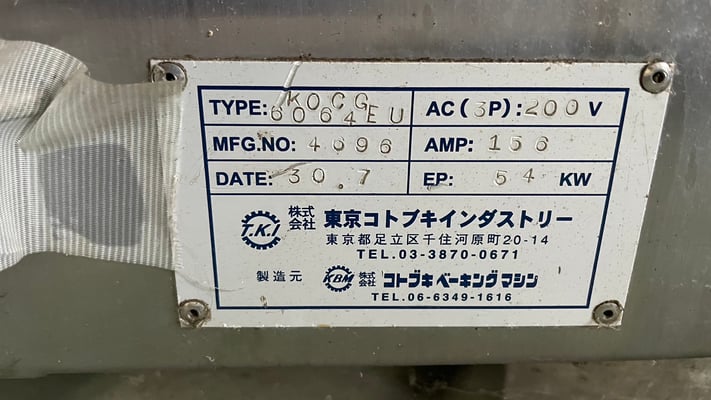 TYPE: KOCG 6064EU
AC(3P): 200 V
MFG.NO: 4696
AMP: 156
DATE: 30.7
EP: 54 KW
T.K.I 株式会社 東京コトブキインダストリー
東京都足立区千住河原町20-14
TEL.03-3870-0671
製造元 KBM 株式会社 コトブキベーキングマシン
TEL.06-6349-1616